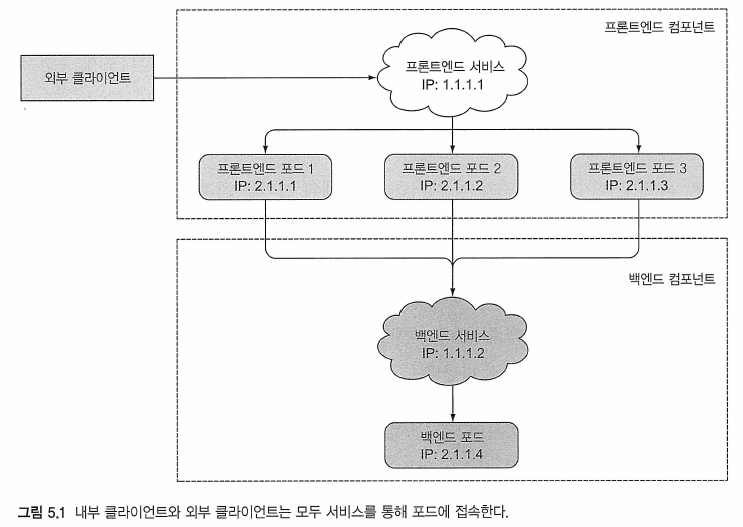 프론트엔드 컴포넌트
외부 클라이언트
프론트엔드 서비스
IP: 1.1.1.1
프론트엔드 포드 1
IP: 2.1.1.1
프론트엔드 포드 2
IP: 2.1.1.2
프론트엔드 포드 3
IP: 2.1.1.3
백엔드 컴포넌트
백엔드 서비스
IP: 1.1.1.2
백엔드 포드
IP: 2.1.1.4
그림 5.1 내부 클라이언트와 외부 클라이언트는 모두 서비스를 통해 포드에 접속한다.